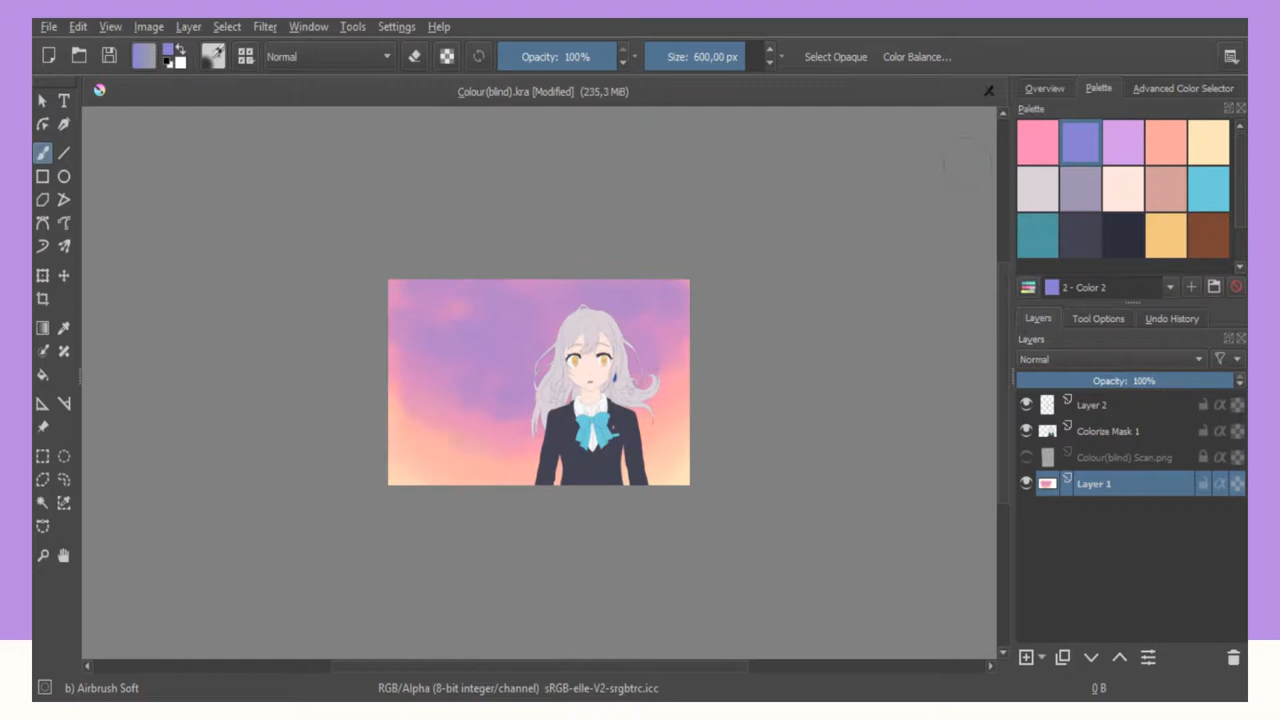 File Edit View Image Layer Select Filter Window Tools Settings Help
Normal Opacity: 100% Size: 600,00 px Select Opaque Color Balance...
Colour(blind).kra [Modified] (235,3 MiB)
Overview Palette Advanced Color Selector
Palette
2 - Color 2
Layers Tool Options Undo History
Layers
Normal
Opacity: 100%
Layer 2
Colorize Mask 1
Colour(blind) Scan.png
Layer 1
b) Airbrush Soft RGB/Alpha (8-bit integer/channel) sRGB-elle-V2-srgbtrc.icc 0 B